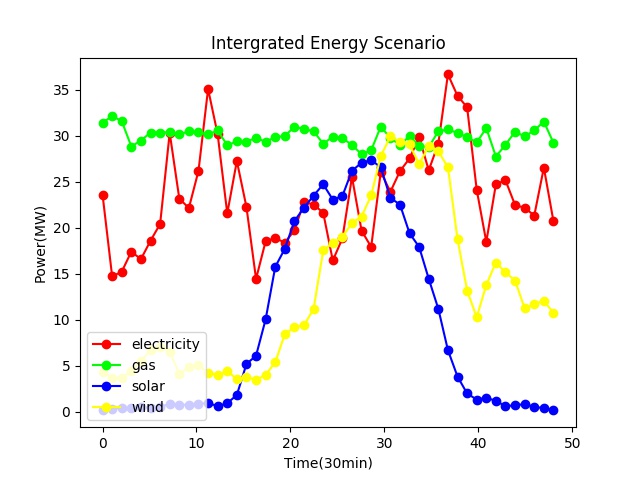 Intergrated Energy Scenario
Power(MW)
35
30
25
20
15
10
5
0
electricity
gas
solar
wind
0 10 20 30 40 50
Time(30min)